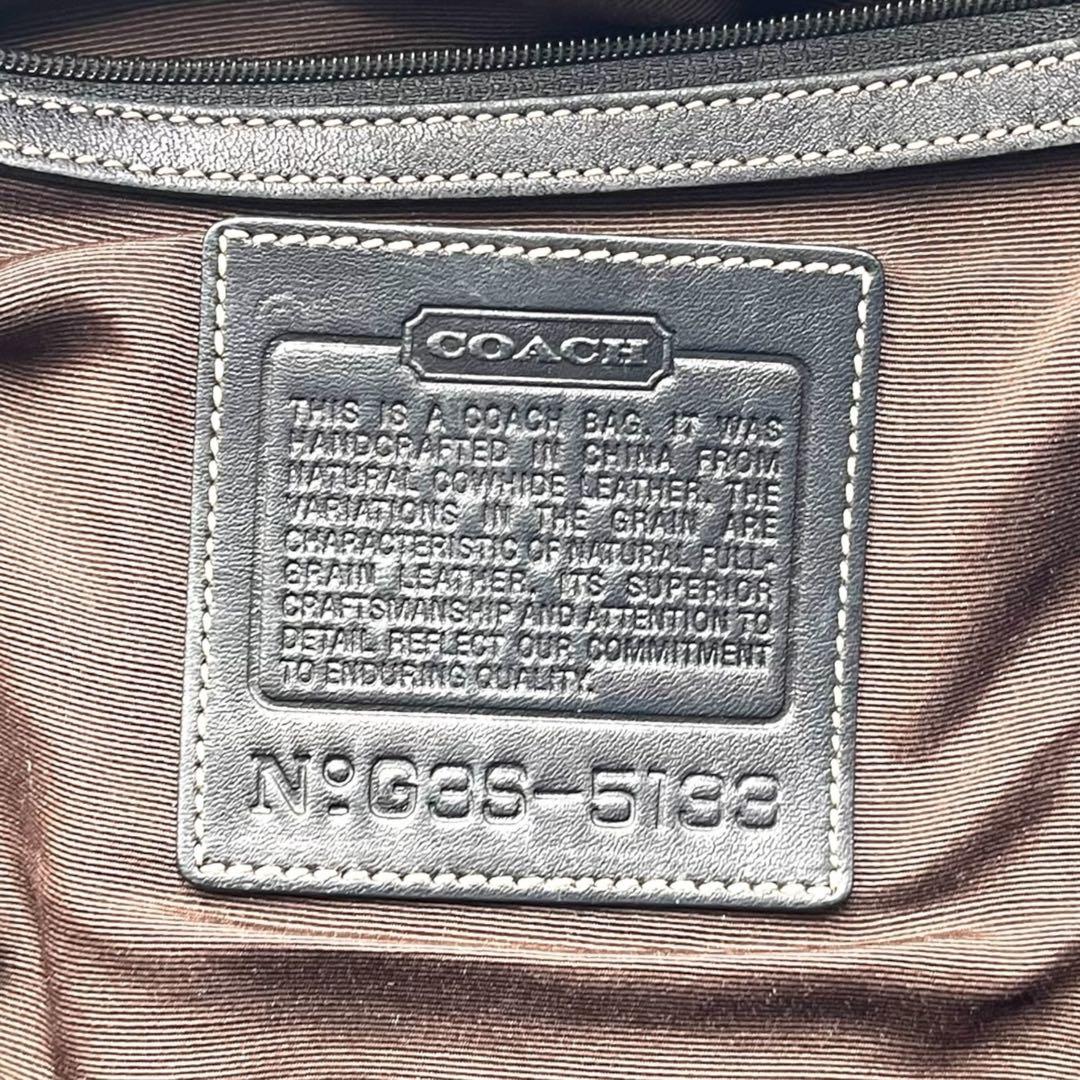 COACH
THIS IS A COACH BAG. IT WAS
HANDCRAFTED IN CHINA FROM
NATURAL COWHIDE LEATHER. THE
VARIATIONS IN THE GRAIN ARE
CHARACTERISTIC OF NATURAL FULL-
GRAIN LEATHER. ITS SUPERIOR
CRAFTSMANSHIP AND ATTENTION TO
DETAIL REFLECT OUR COMMITMENT
TO ENDURING QUALITY.
Nº G3S-5133